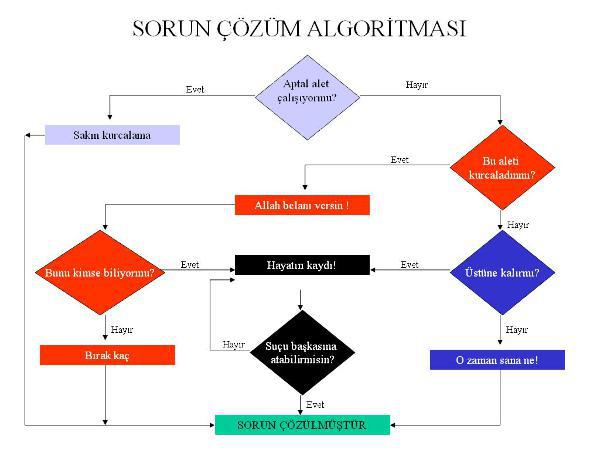 SORUN ÇÖZÜM ALGORİTMASI
Aptal alet
çalışıyormu?
Evet
Hayır
Sakın kurcalama
Bu aleti
kurcaladınmı?
Evet
Allah belanı versin !
Hayır
Bunu kimse biliyormu?
Evet
Hayatın kaydı!
Evet
Üstüne kalırmı?
Hayır
Hayır
Suçu başkasına
atabilirmisin?
Hayır
Bırak kaç
O zaman sana ne!
Evet
SORUN ÇÖZÜLMÜŞTÜR